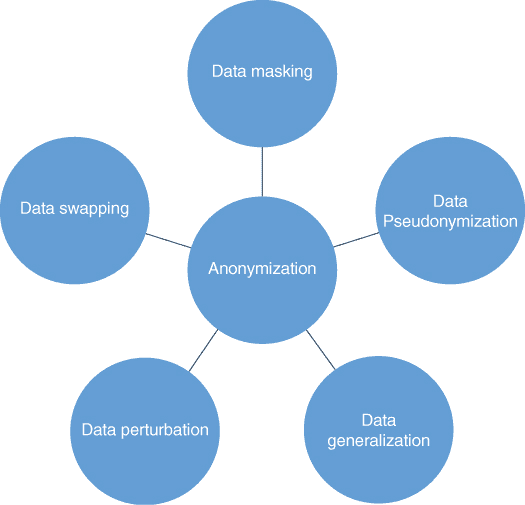 Data masking
Data swapping
Data
Pseudonymization
Anonymization
Data perturbation
Data
generalization